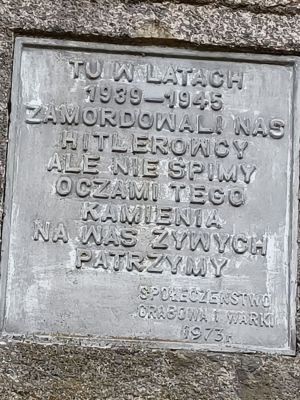 TU W LATACH
1939-1945
ZAMORDOWALI NAS
HITLEROWCY
ALE NIE ŚPIMY
OCZAMI TEGO
KAMIENIA
NA WAS ŻYWYCH
PATRZYMY
SPOŁECZEŃSTWO
GRABOWA I WARKI
1973 r.